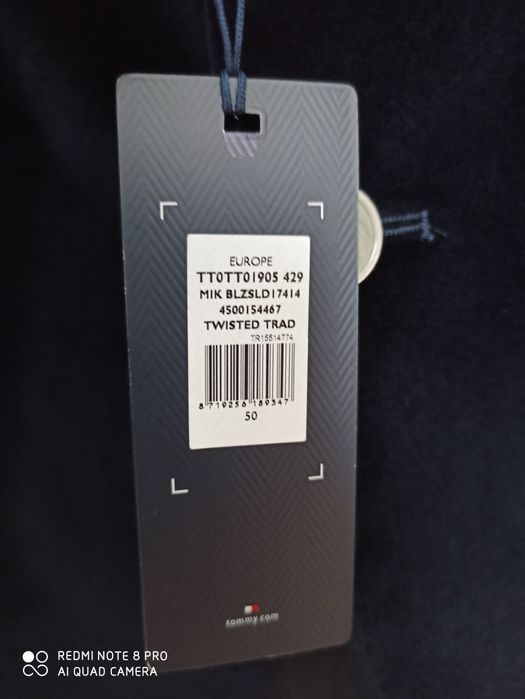 EUROPE
TT0TT01905 429
MIK BLZSLD17414
4500154467
TWISTED TRAD
TR15514774
8 719256 189347
50
tommy.com
REDMI NOTE 8 PRO
AI QUAD CAMERA